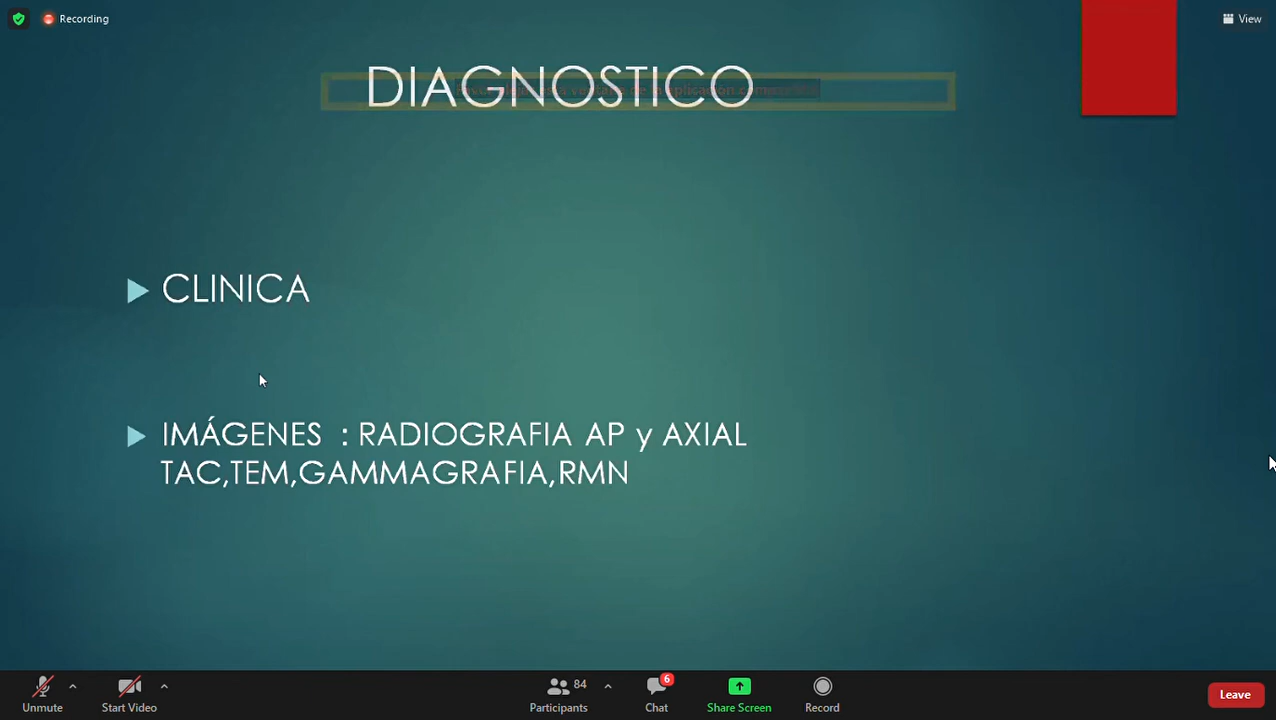 Recording
View
DIAGNOSTICO
CLINICA
IMÁGENES : RADIOGRAFIA AP y AXIAL
TAC,TEM,GAMMAGRAFIA,RMN
84
6
Unmute
Start Video
Participants
Chat
Share Screen
Record
Leave